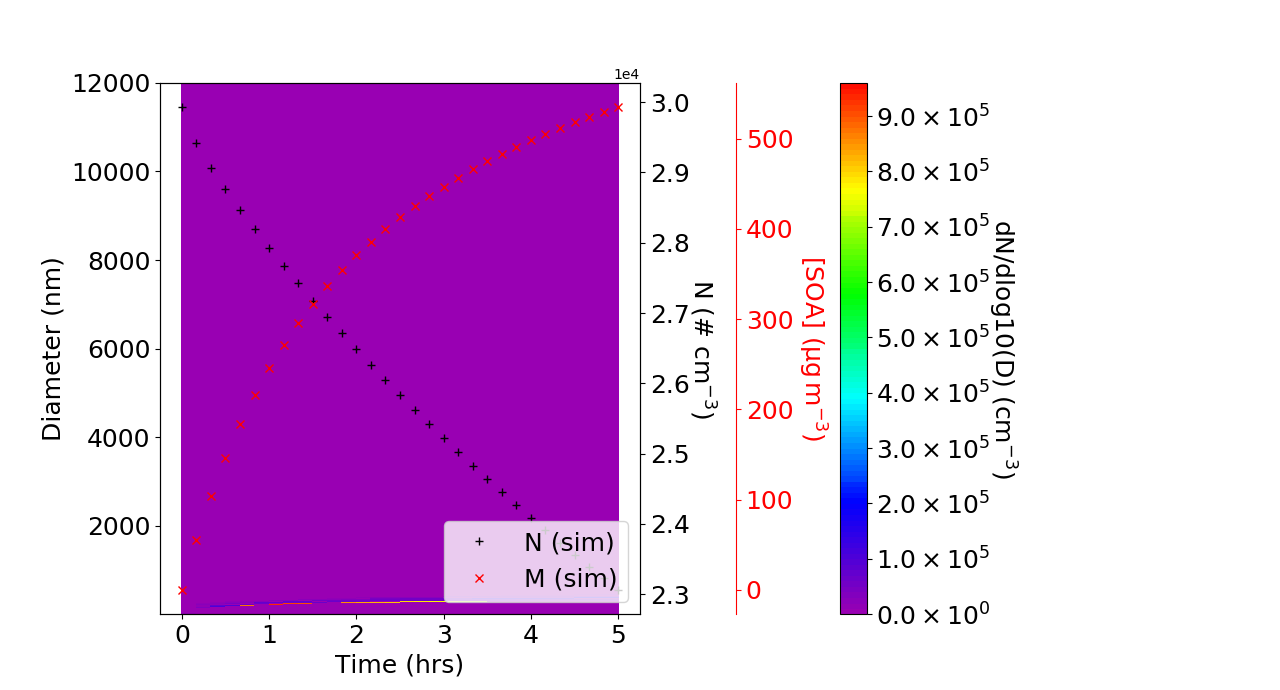 1e4
12000
10000
8000
6000
4000
2000
Diameter (nm)
0
1
2
3
4
5
Time (hrs)
3.0
2.9
2.8
2.7
2.6
2.5
2.4
2.3
N (# cm⁻³)
N (sim)
M (sim)
500
400
300
200
100
0
[SOA] (µg m⁻³)
9.0 × 10⁵
8.0 × 10⁵
7.0 × 10⁵
6.0 × 10⁵
5.0 × 10⁵
4.0 × 10⁵
3.0 × 10⁵
2.0 × 10⁵
1.0 × 10⁵
0.0 × 10⁰
dN/dlog10(D) (cm⁻³)